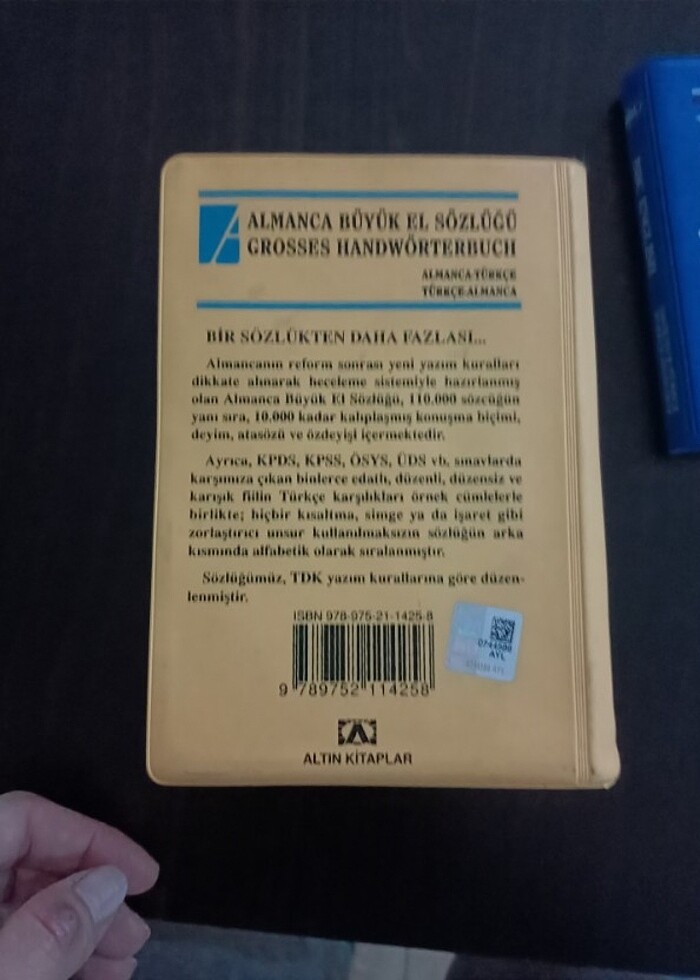 ALMANCA BÜYÜK EL SÖZLÜĞÜ
GROSSES HANDWÖRTERBUCH
ALMANCA-TÜRKÇE
TÜRKÇE-ALMANCA
BİR SÖZLÜKTEN DAHA FAZLASI...
Almancanın reform sonrası yeni yazım kuralları
dikkate alınarak heceleme sistemiyle hazırlanmış
olan Almanca Büyük El Sözlüğü, 110.000 sözcüğün
yanı sıra, 10.000 kadar kalıplaşmış konuşma biçimi,
deyim, atasözü ve özdeyişi içermektedir.
Ayrıca, KPDS, KPSS, ÖSYS, ÜDS vb. sınavlarda
karşımıza çıkan binlerce edatlı, düzenli, düzensiz ve
karışık fiilin Türkçe karşılıkları örnek cümlelerle
birlikte; hiçbir kısaltma, simge ya da işaret gibi
zorlaştırıcı unsur kullanılmaksızın sözlüğün arka
kısmında alfabetik olarak sıralanmıştır.
Sözlüğümüz, TDK yazım kurallarına göre düzen-
lenmiştir.
ISBN 978-975-21-1425-8
9 789752 114258
AYL
ALTIN KİTAPLAR